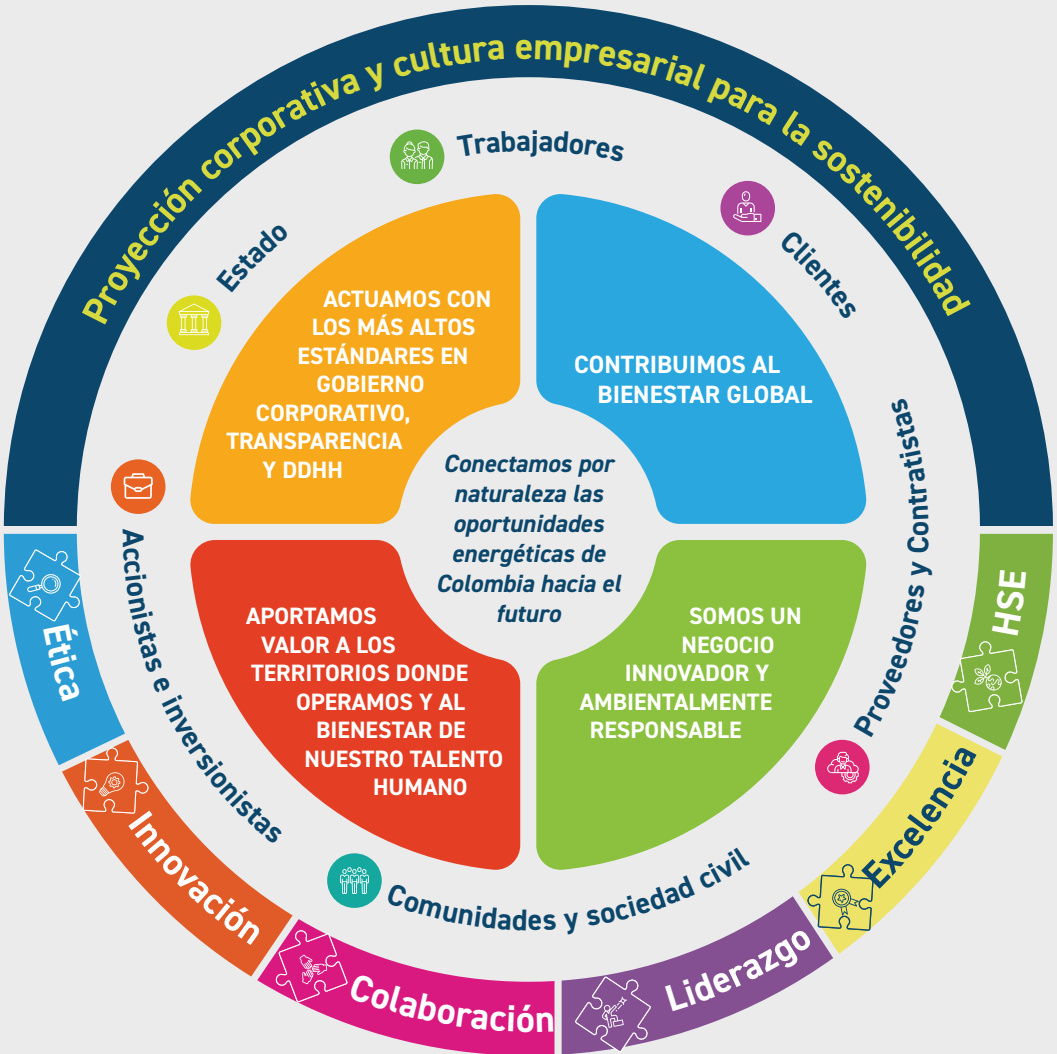 Proyección corporativa y cultura empresarial para la sostenibilidad
Trabajadores
Clientes
Estado
Proveedores y Contratistas
Accionistas e inversionistas
Comunidades y sociedad civil
ACTUAMOS CON
LOS MÁS ALTOS
ESTÁNDARES EN
GOBIERNO
CORPORATIVO,
TRANSPARENCIA
Y DDHH
CONTRIBUIMOS AL
BIENESTAR GLOBAL
Conectamos por
naturaleza las
oportunidades
energéticas de
Colombia hacia el
futuro
APORTAMOS
VALOR A LOS
TERRITORIOS DONDE
OPERAMOS Y AL
BIENESTAR DE
NUESTRO TALENTO
HUMANO
SOMOS UN
NEGOCIO
INNOVADOR Y
AMBIENTALMENTE
RESPONSABLE
Ética
Innovación
Colaboración
Liderazgo
Excelencia
HSE